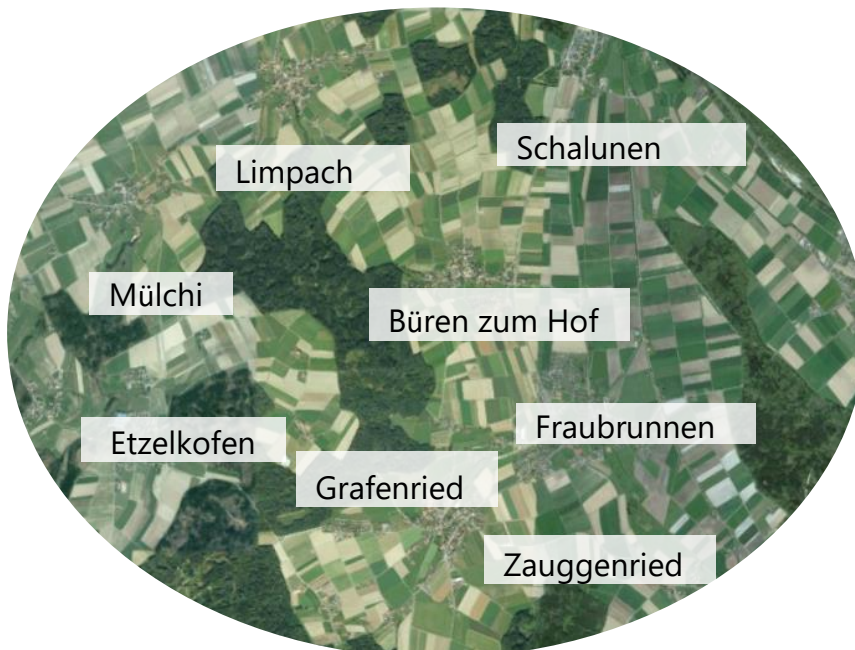 Schalunen
Limpach
Mülchi
Büren zum Hof
Fraubrunnen
Etzelkofen
Grafenried
Zauggenried